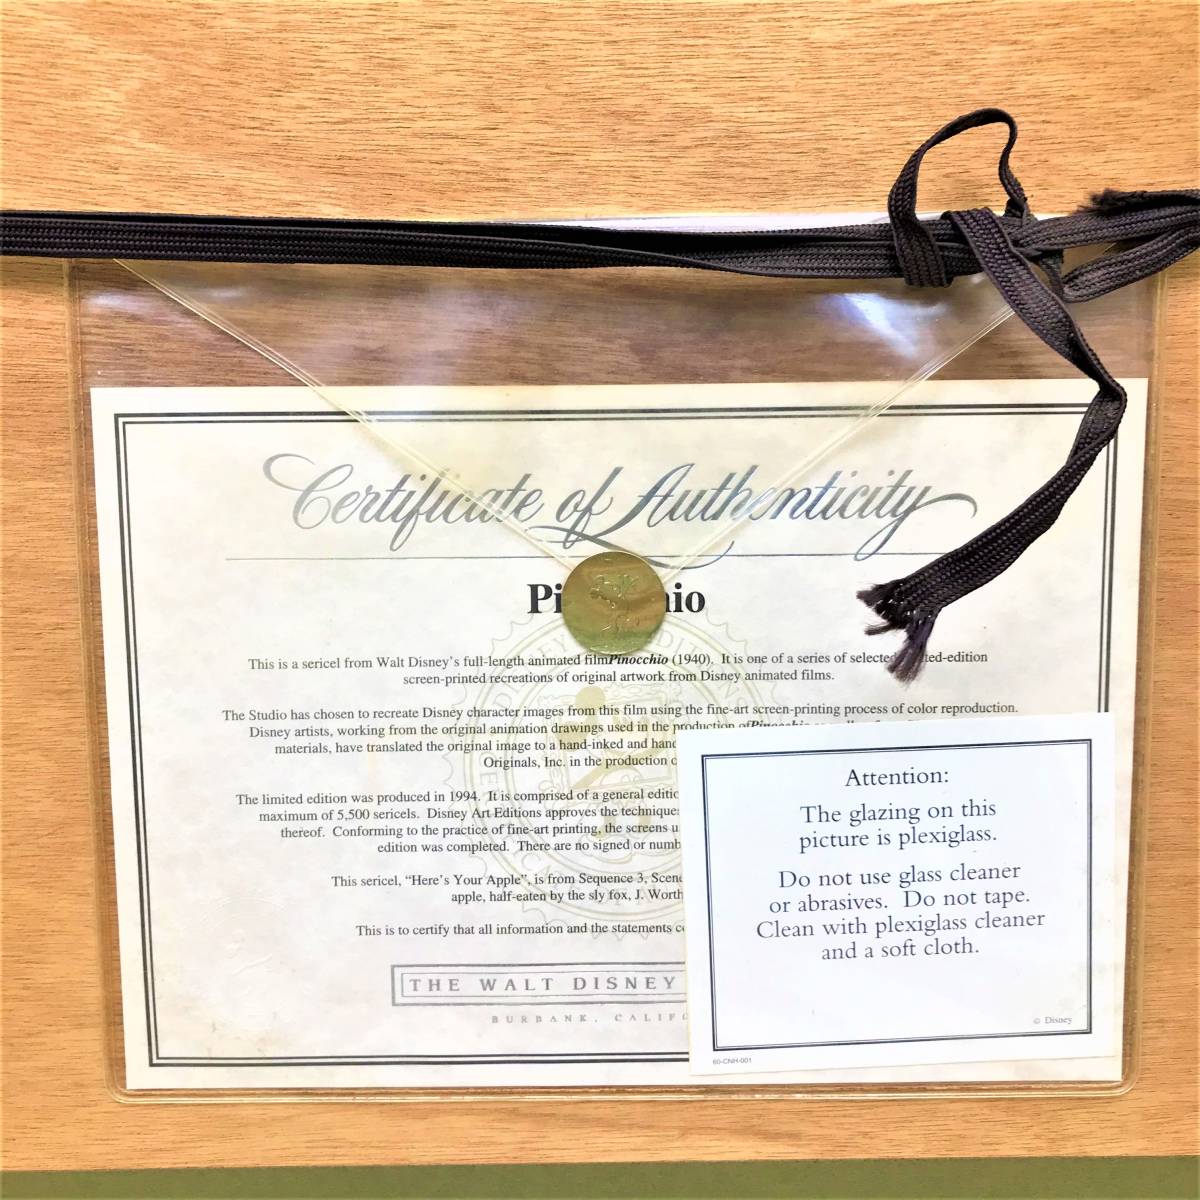 Certificate of Authenticity
Pi io
This is a sericel from Walt Disney's full-length animated film Pinocchio (1940). It is one of a series of selected ted-edition
screen-printed recreations of original artwork from Disney animated films.
The Studio has chosen to recreate Disney character images from this film using the fine-art screen-printing process of color reproduction.
Disney artists, working from the original animation drawings used in the production of Pinocchio
materials, have translated the original image to a hand-inked and
Originals, Inc. in the production
The limited edition was produced in 1994. It is comprised of a general
maximum of 5,500 sericels. Disney Art Editions approves the
thereof. Conforming to the practice of fine-art printing, the screens
edition was completed. There are no signed or
This sericel, "Here's Your Apple", is from Sequence 3,
apple, half-eaten by the sly fox, J.
This is to certify that all information and the statements
THE WALT DISNEY
BURBANK,
Attention:
The glazing on this
picture is plexiglass.
Do not use glass cleaner
or abrasives. Do not tape.
Clean with plexiglass cleaner
and a soft cloth.
© Disney
60-CNH-001